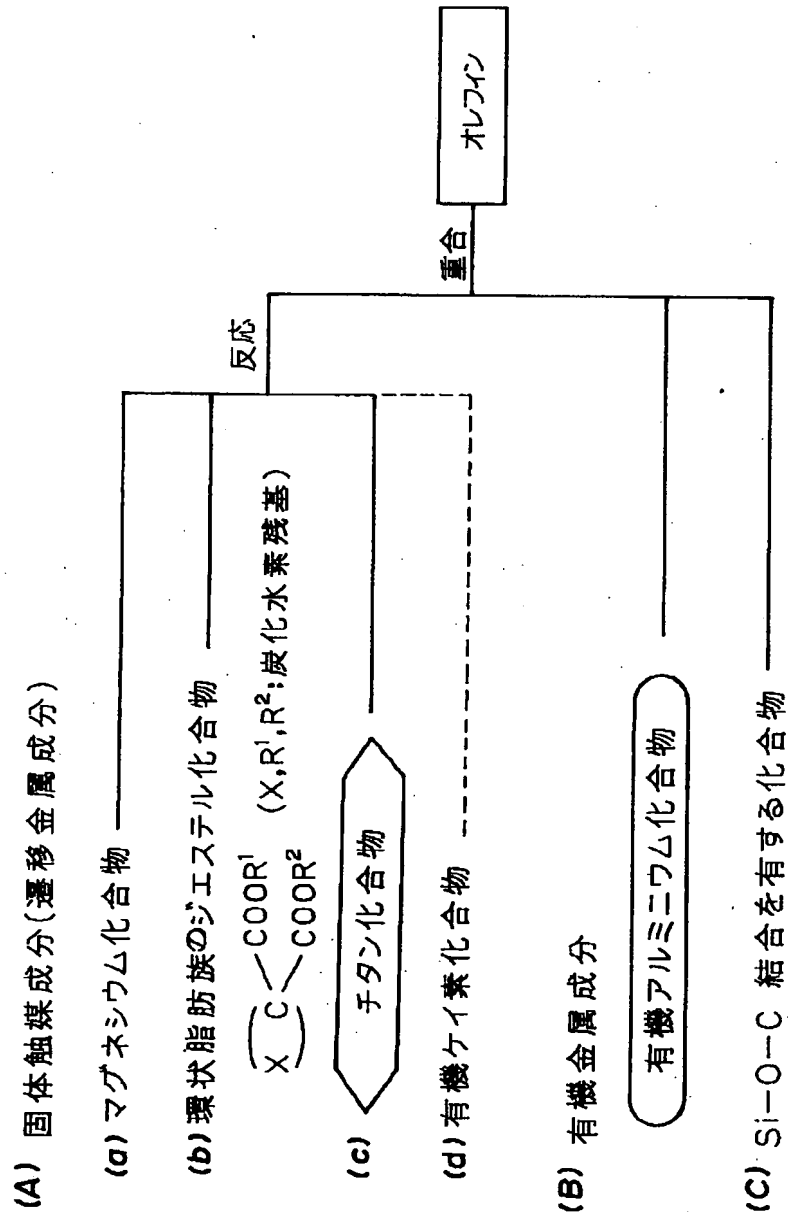 (A) 固体触媒成分(遷移金属成分)
(a) マグネシウム化合物
(b) 環状脂肪族のジエステル化合物
X C COOR¹
COOR²
(X,R¹,R²;炭化水素残基)
(c) チタン化合物
(d) 有機ケイ素化合物
反応
(B) 有機金属成分
有機アルミニウム化合物
(C) Si-O-C 結合を有する化合物
重合
オレフィン